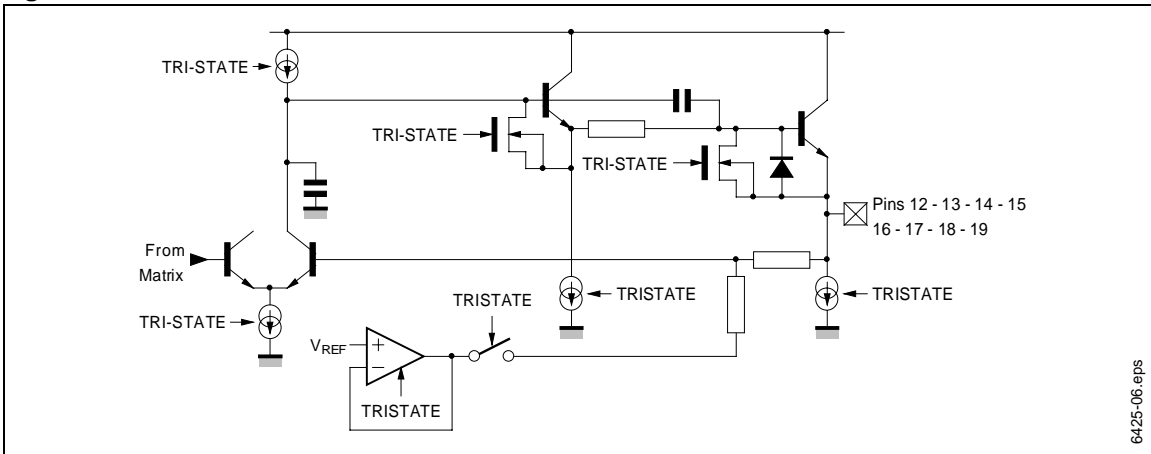 TRI-STATE
TRI-STATE
TRI-STATE
Pins 12 - 13 - 14 - 15
16 - 17 - 18 - 19
From
Matrix
TRI-STATE
TRISTATE
TRISTATE
TRISTATE
VREF
+
−
TRISTATE
6425-06.eps